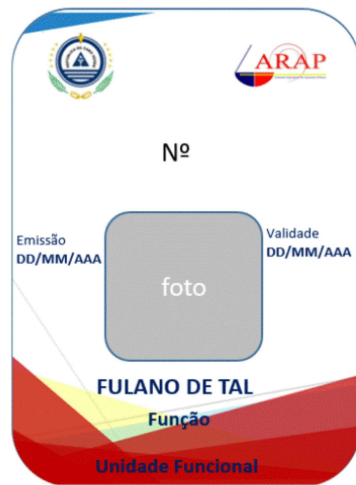 ARAP
Nº
Emissão
DD/MM/AAA
Validade
DD/MM/AAA
foto
FULANO DE TAL
Função
Unidade Funcional